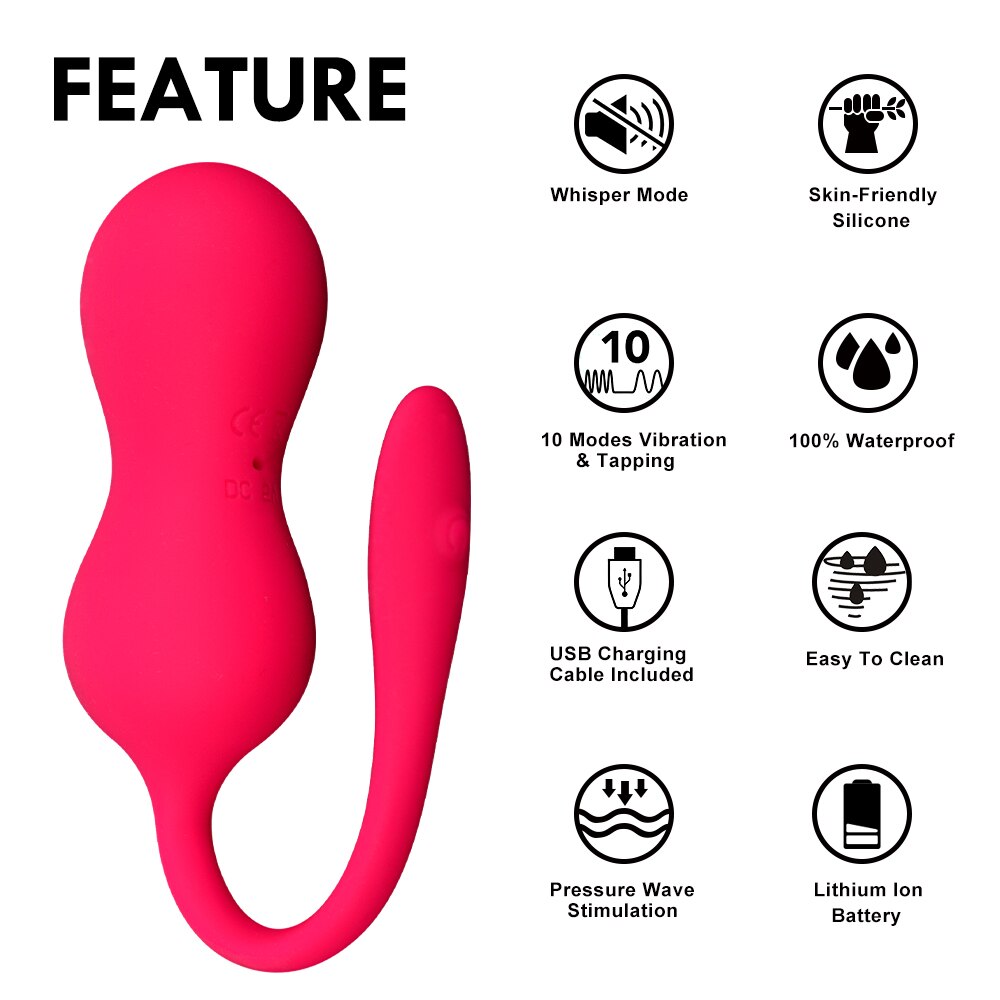 FEATURE
Whisper Mode
Skin-Friendly
Silicone
10
10 Modes Vibration
& Tapping
100% Waterproof
USB Charging
Cable Included
Easy To Clean
Pressure Wave
Stimulation
Lithium Ion
Battery
CE
DC